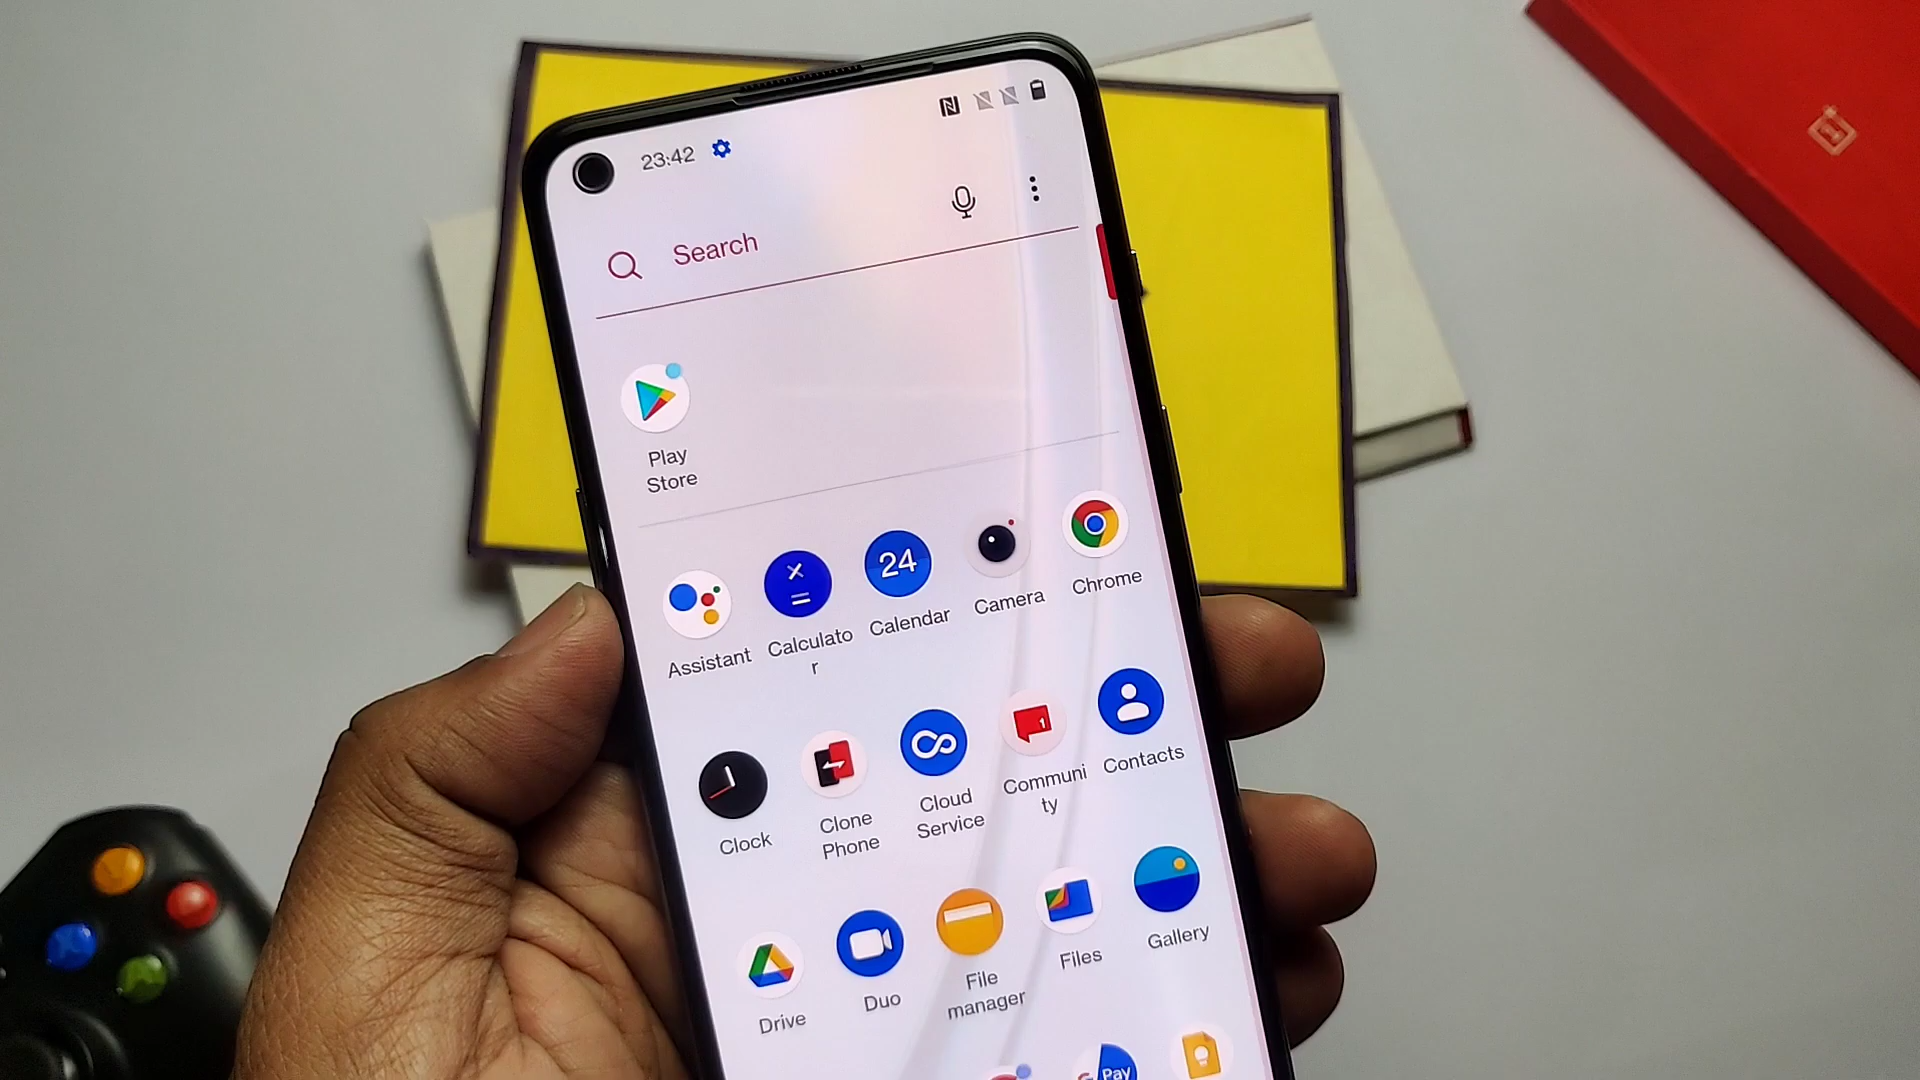 23:42
Search
Play
Store
24
Assistant
Calculato
r
Calendar
Camera
Chrome
1
Clock
Clone
Phone
Cloud
Service
Communi
ty
Contacts
Drive
Duo
File
manager
Files
Gallery
G Pay